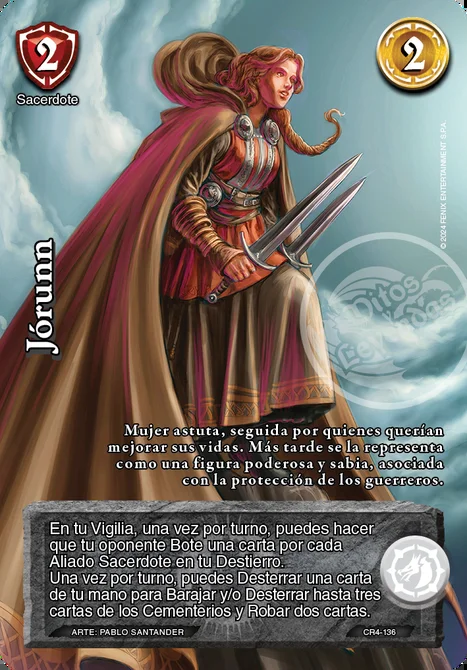 2
2
Sacerdote
© 2024 FENIX ENTERTAINMENT S.P.A.
Jórunn
Mitos
Leyendas
Mujer astuta, seguida por quienes querían
mejorar sus vidas. Más tarde se la representa
como una figura poderosa y sabia, asociada
con la protección de los guerreros.
En tu Vigilia, una vez por turno, puedes hacer
que tu oponente Bote una carta por cada
Aliado Sacerdote en tu Destierro.
Una vez por turno, puedes Desterrar una carta
de tu mano para Barajar y/o Desterrar hasta tres
cartas de los Cementerios y Robar dos cartas.
ARTE: PABLO SANTANDER
CR4-136